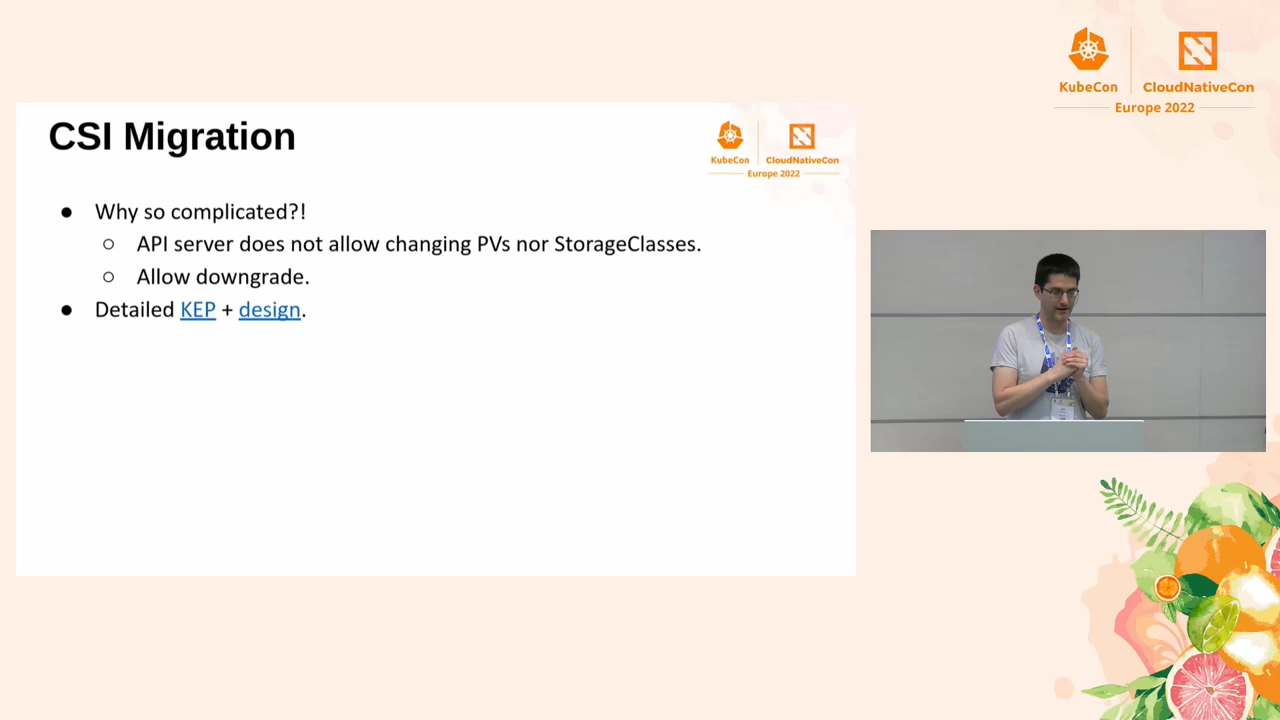 KubeCon
CloudNativeCon
Europe 2022
CSI Migration
KubeCon
CloudNativeCon
Europe 2022
● Why so complicated?!
○ API server does not allow changing PVs nor StorageClasses.
○ Allow downgrade.
● Detailed KEP + design.